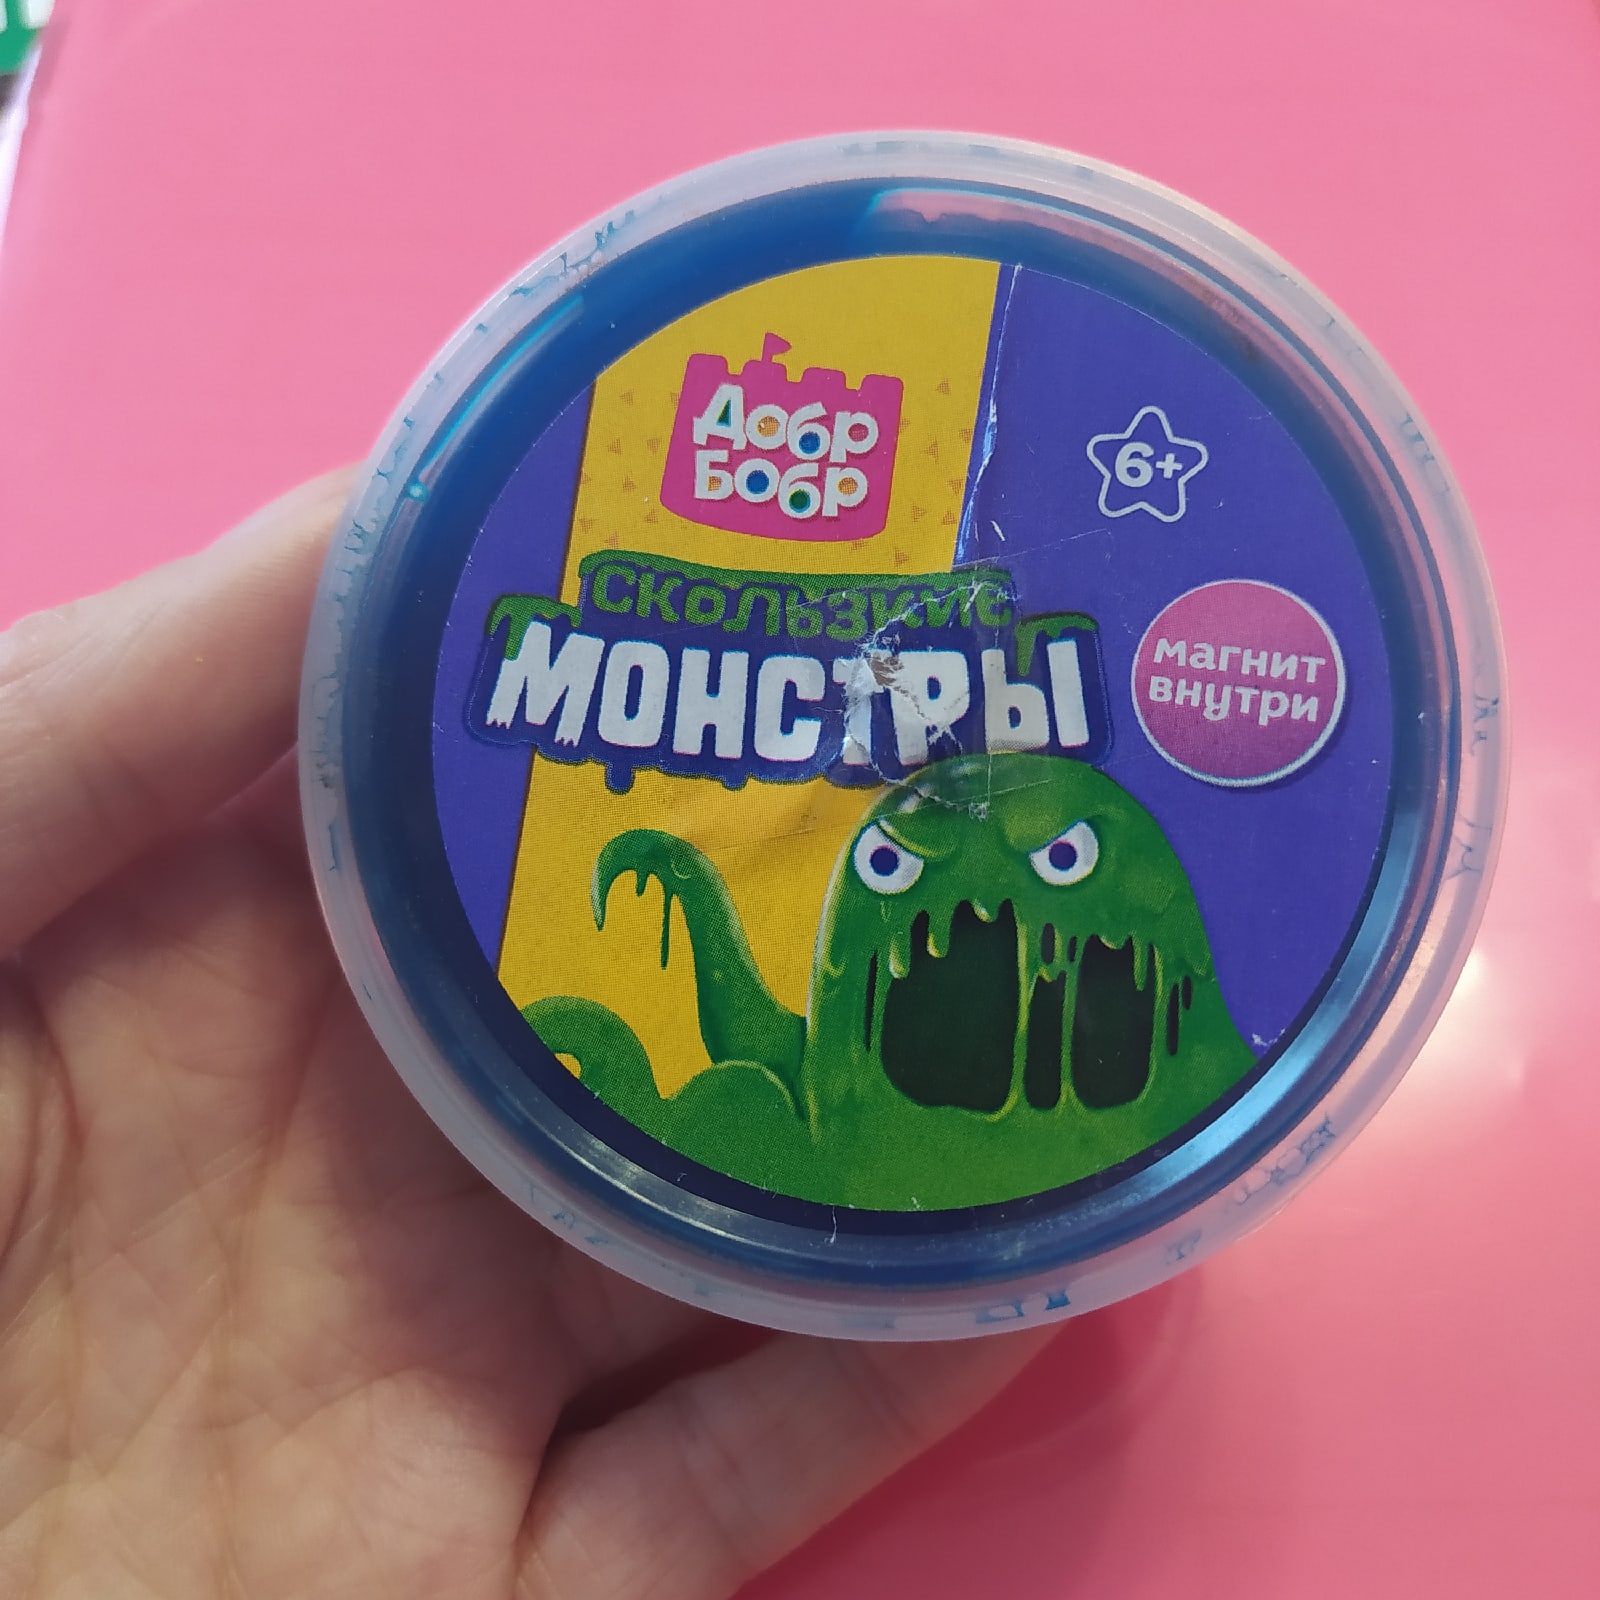 Добр
Бобр
6+
СКОЛЬЗКИЕ
МОНСТРЫ
магнит
внутри